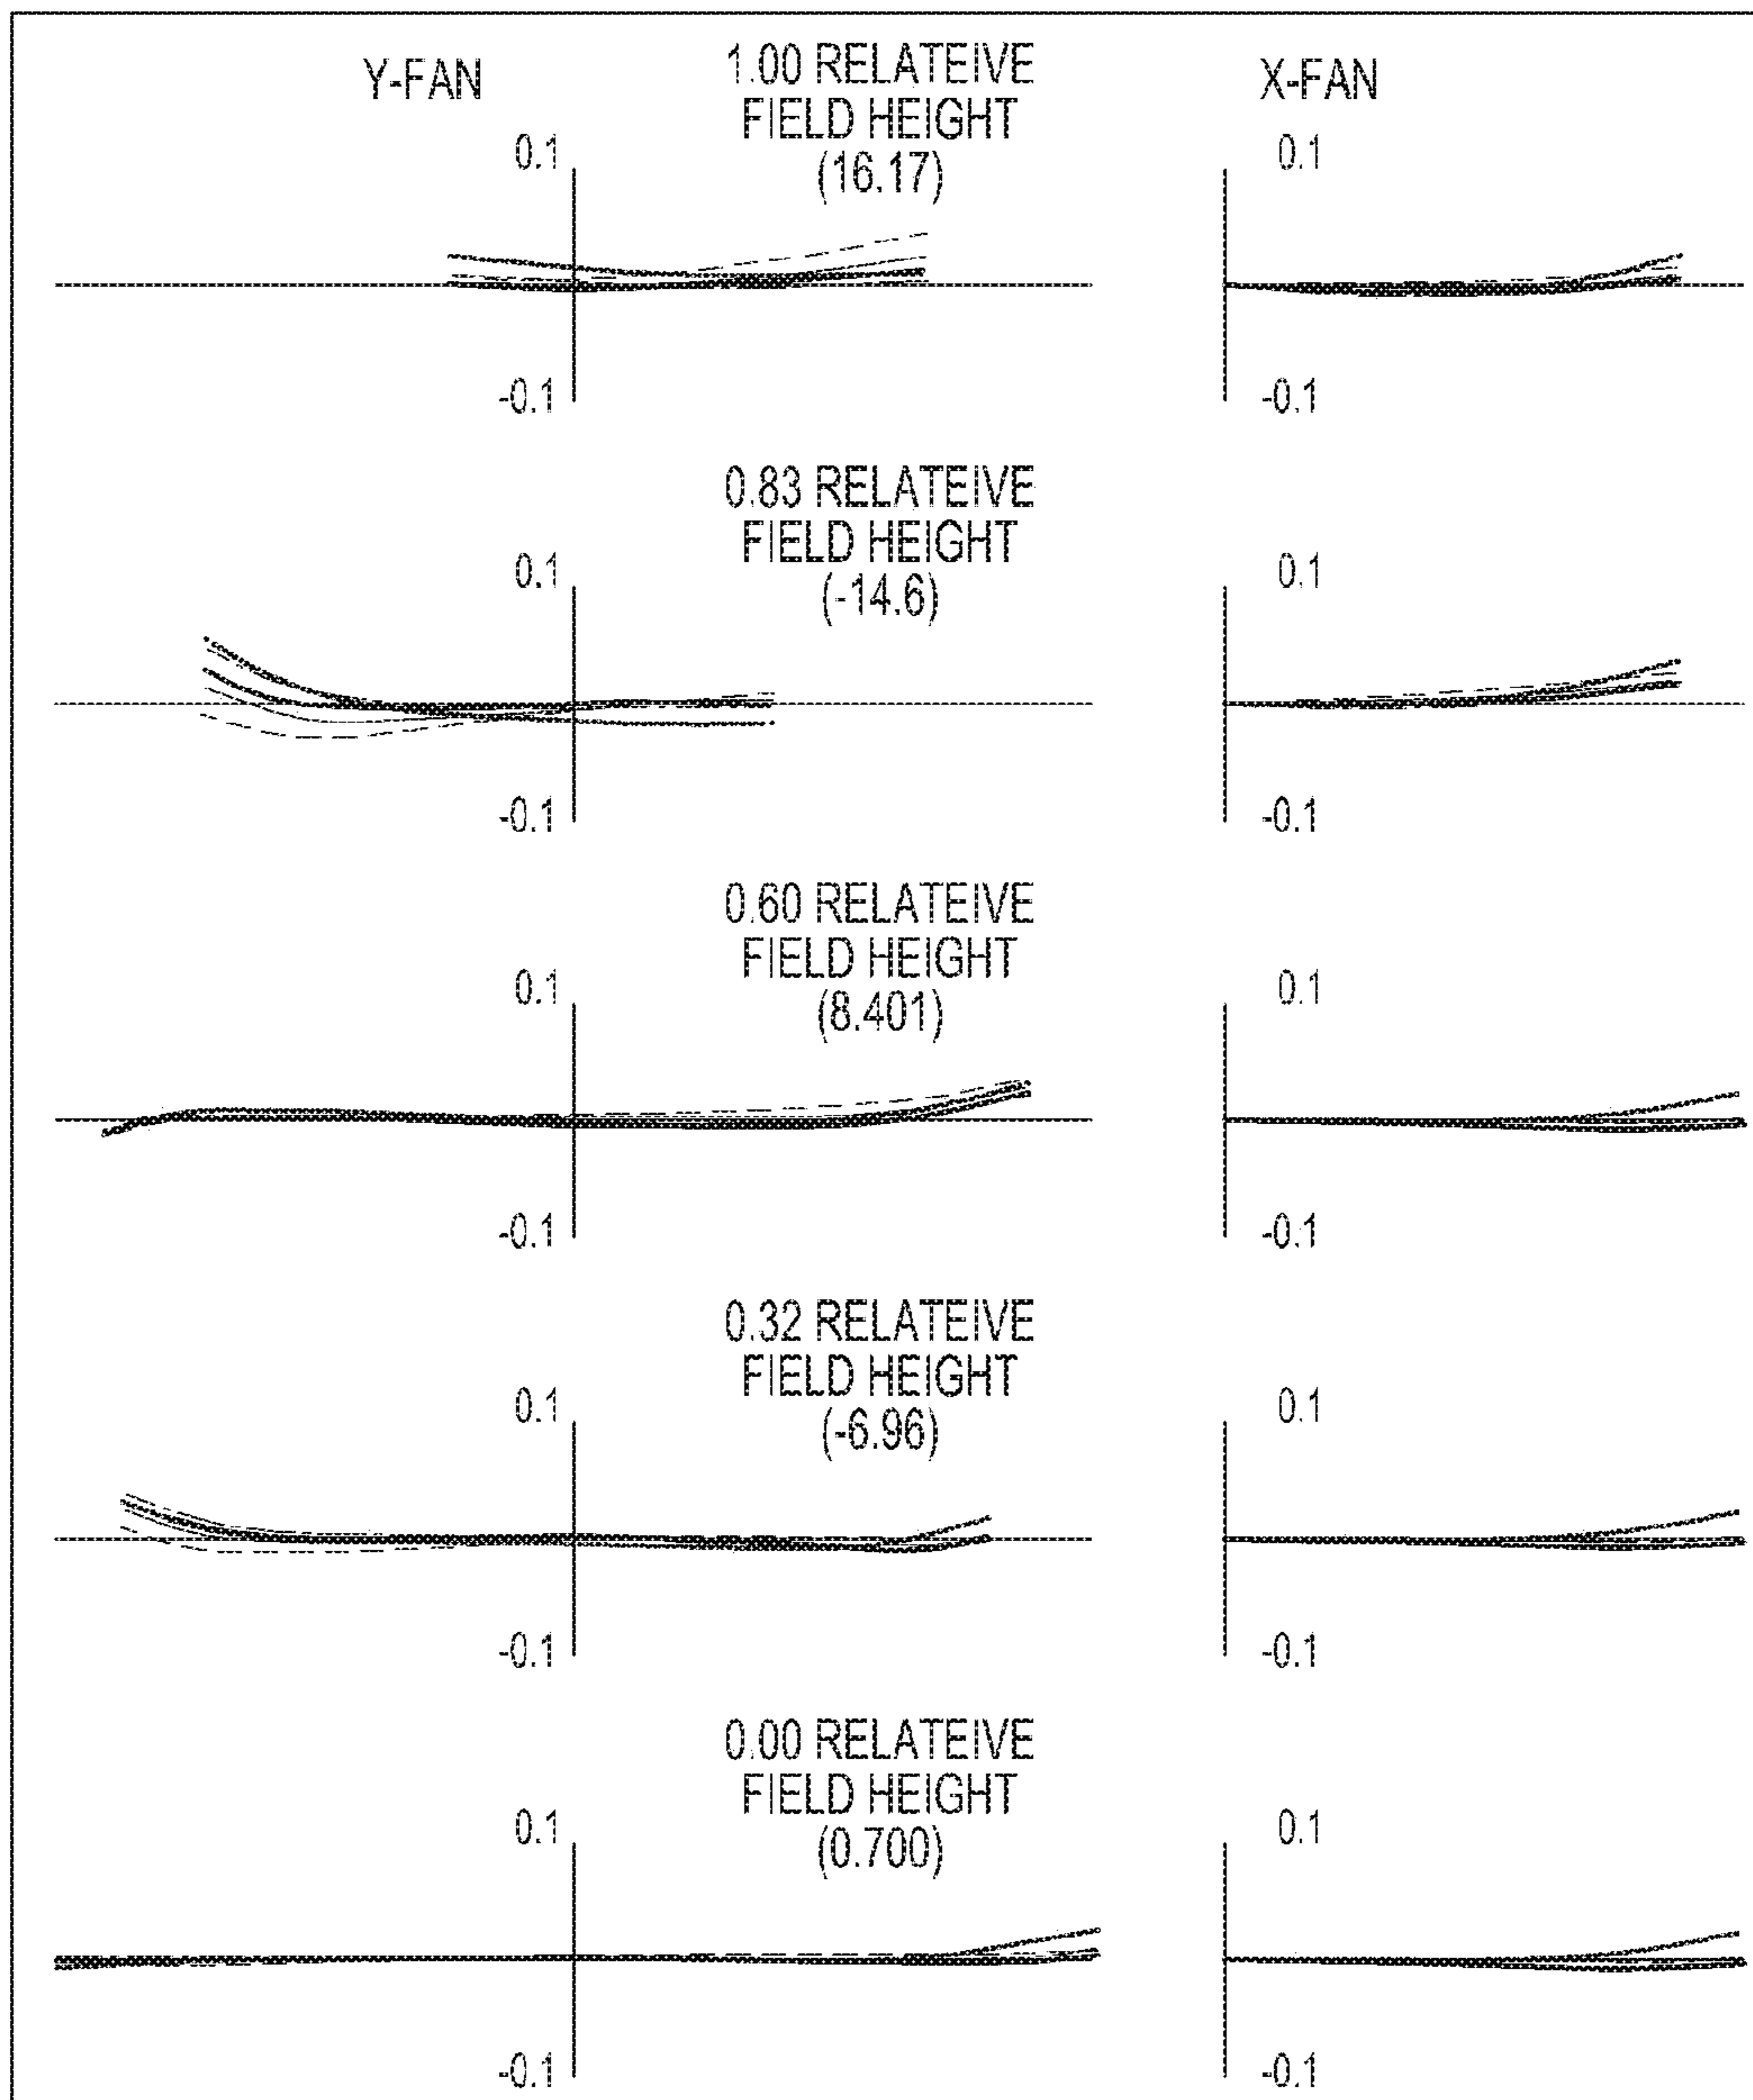 Y-FAN
1.00 RELATEIVE
FIELD HEIGHT
(16.17)
X-FAN
0.1
0.1
-0.1
-0.1
0.83 RELATEIVE
FIELD HEIGHT
(-14.6)
0.1
0.1
-0.1
-0.1
0.60 RELATEIVE
FIELD HEIGHT
(8.401)
0.1
0.1
-0.1
-0.1
0.32 RELATEIVE
FIELD HEIGHT
(-6.96)
0.1
0.1
-0.1
-0.1
0.00 RELATEIVE
FIELD HEIGHT
(0.700)
0.1
0.1
-0.1
-0.1